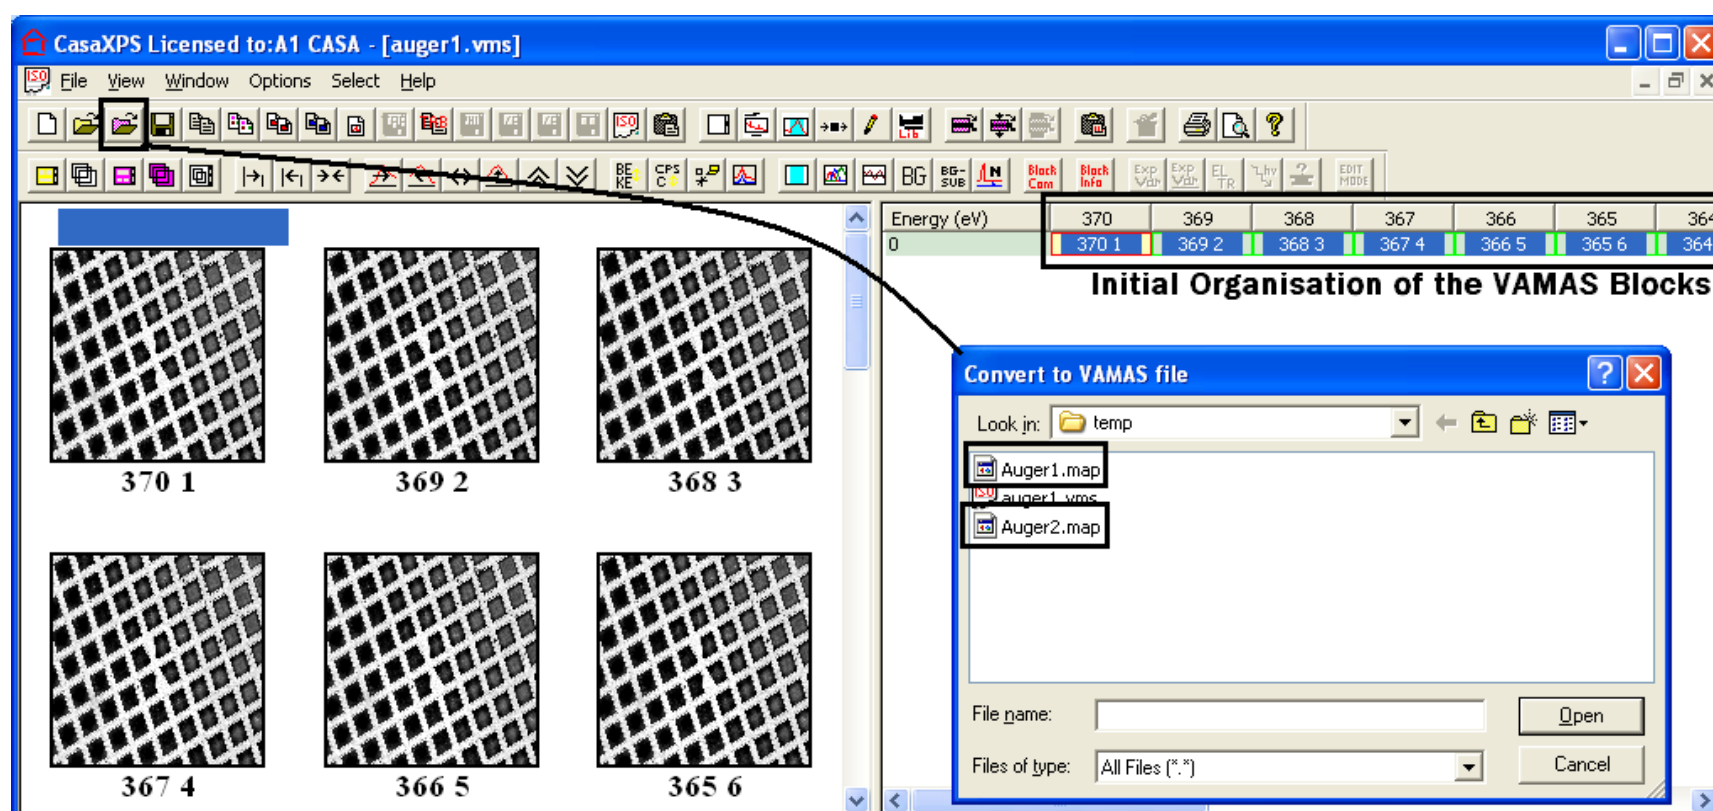 CasaXPS Licensed to:A1 CASA - [auger1.vms]
File View Window Options Select Help
BE KE CPS C BG BG-SUB N Block Com Block Info Exp Var Exp Var EL TR hν EDIT MODE
Energy (eV) 370 369 368 367 366 365 364
0 370 1 369 2 368 3 367 4 366 5 365 6 364
Initial Organisation of the VAMAS Blocks
370 1 369 2 368 3
367 4 366 5 365 6
Convert to VAMAS file
Look in: temp
Auger1.map
auger1.vms
Auger2.map
File name: Open
Files of type: All Files (*.*) Cancel